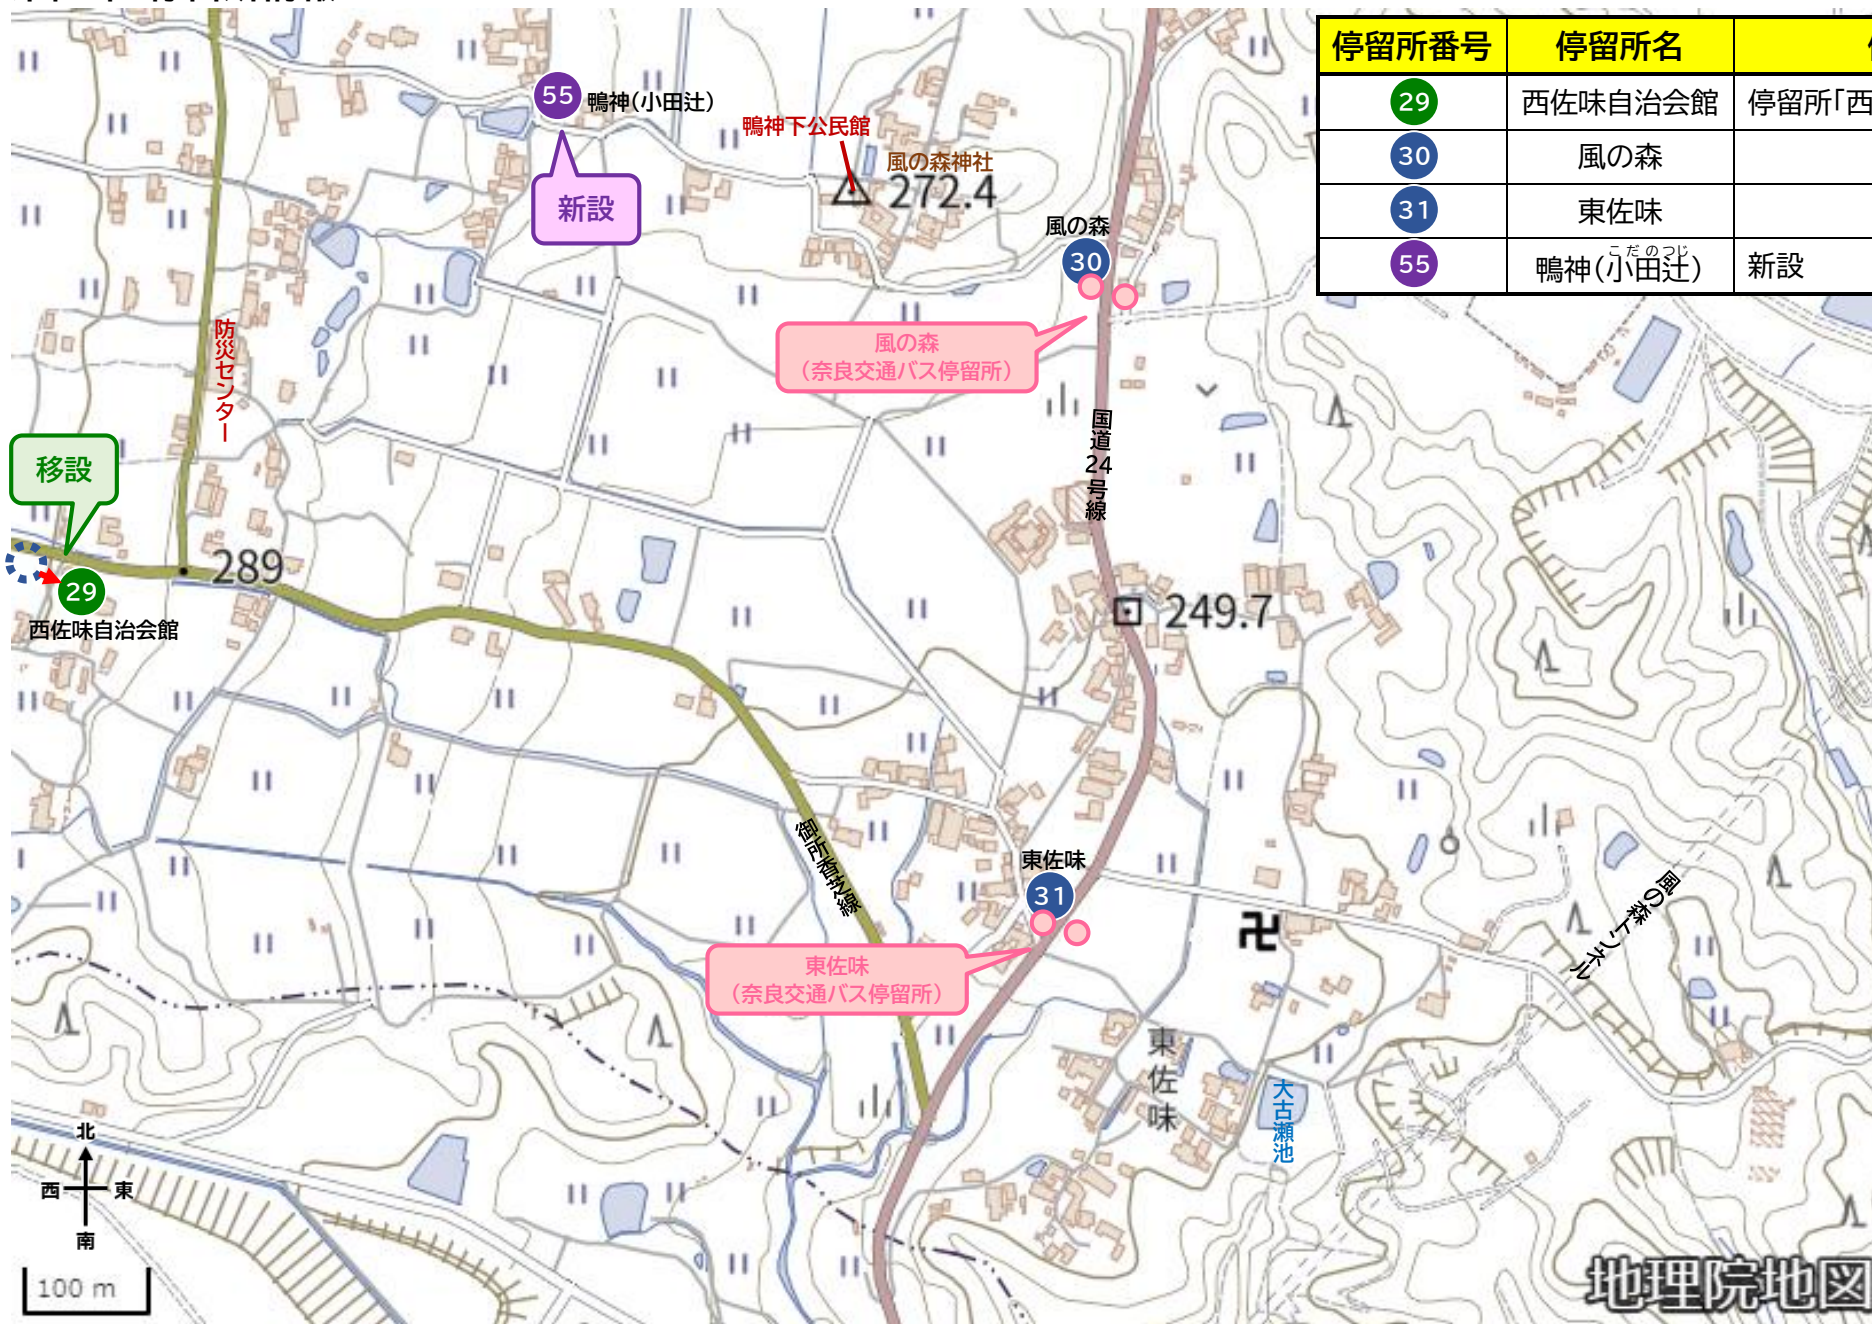 停留所番号 停留所名
29 西佐味自治会館 停留所「西
30 風の森
31 東佐味
55 鴨神(小田辻) 新設
こだのつじ
55 鴨神(小田辻)
新設
鴨神下公民館
風の森神社
272.4
風の森
30
風の森
(奈良交通バス停留所)
防災センター
国道24号線
移設
289
29
西佐味自治会館
249.7
御所香芝線
東佐味
31
東佐味
(奈良交通バス停留所)
風の森トンネル
東佐味
大古瀬池
北
西 東
南
100 m
地理院地図